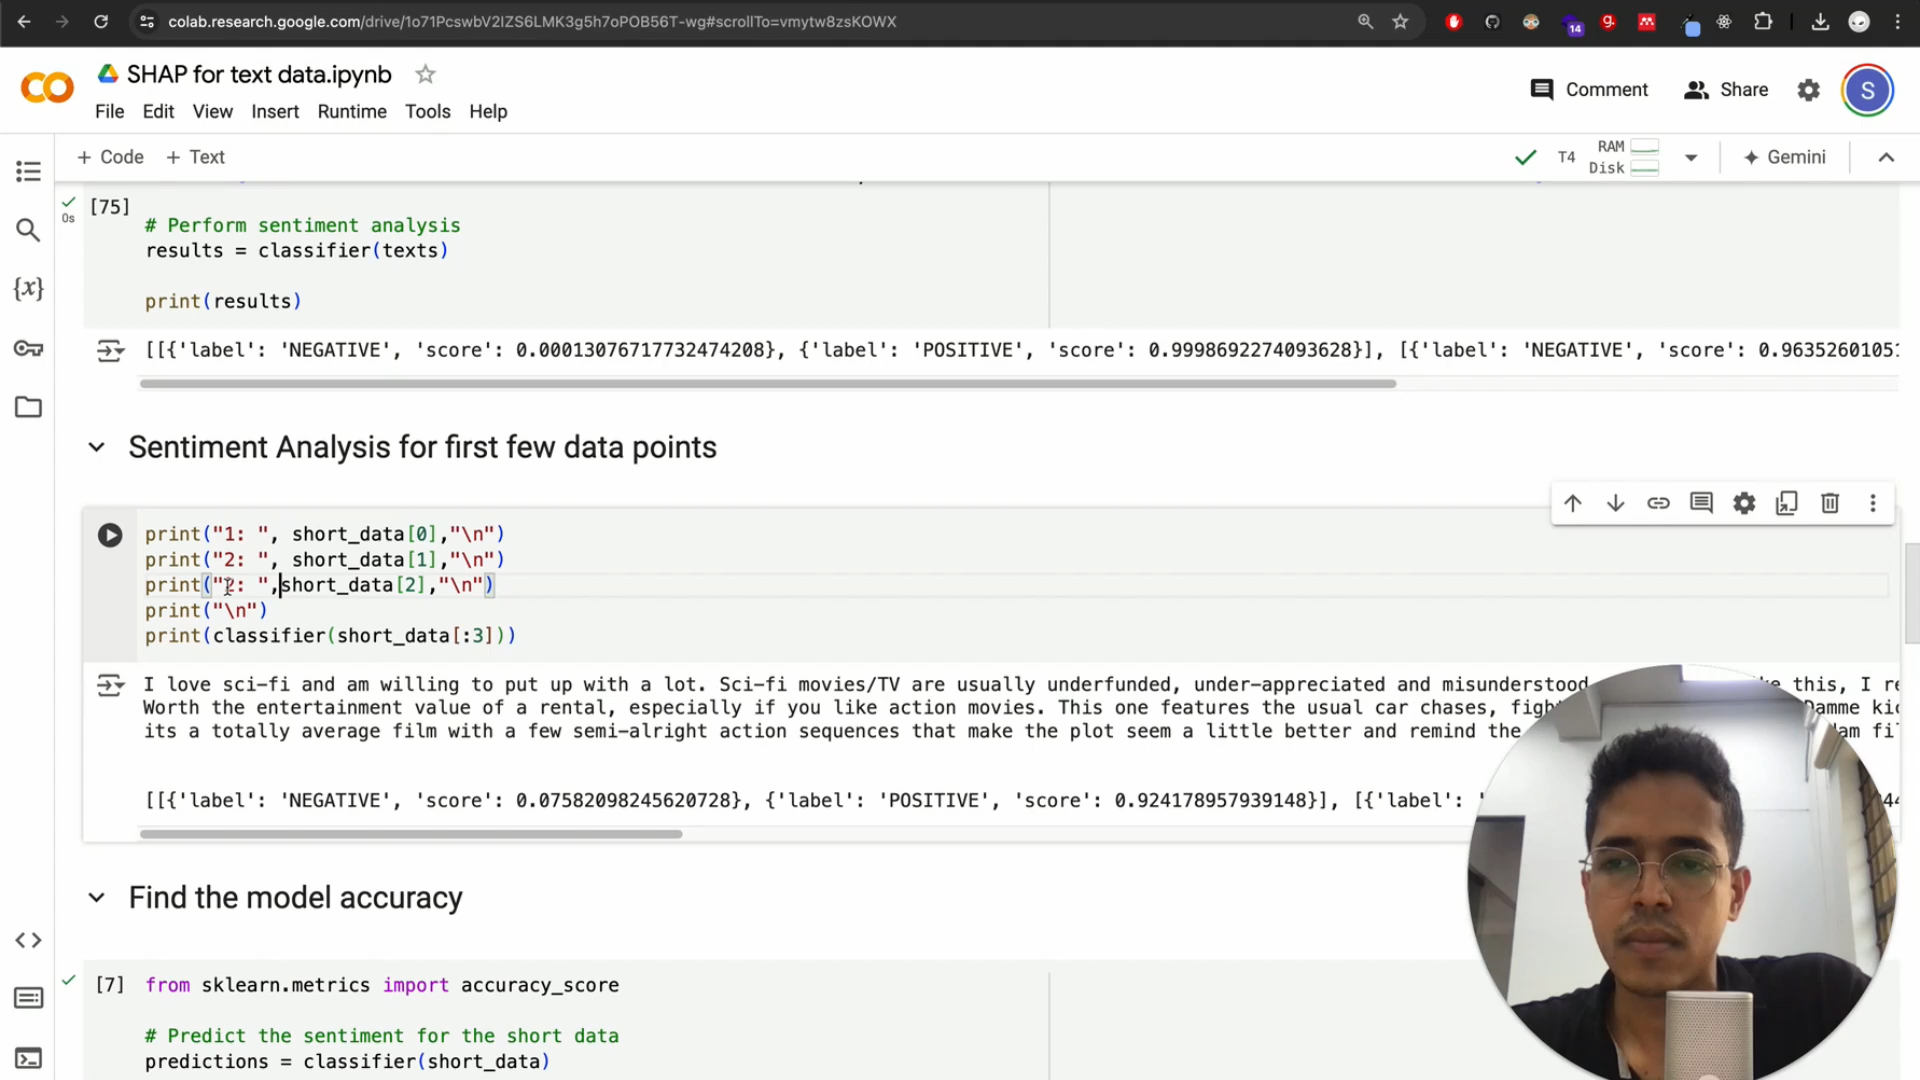 colab.research.google.com/drive/1o71PcswbV2IZS6LMK3g5h7oPOB56T-wg#scrollTo=vmytw8zsKOWX
14
SHAP for text data.ipynb
Comment
Share
S
File Edit View Insert Runtime Tools Help
+ Code + Text
T4
RAM
Disk
Gemini
[75]
0s
# Perform sentiment analysis
results = classifier(texts)
print(results)
[[{'label': 'NEGATIVE', 'score': 0.00013076717732474208}, {'label': 'POSITIVE', 'score': 0.9998692274093628}], [{'label': 'NEGATIVE', 'score': 0.96352601051
Sentiment Analysis for first few data points
print("1: ", short_data[0],"\n")
print("2: ", short_data[1],"\n")
print("2: ",short_data[2],"\n")
print("\n")
print(classifier(short_data[:3]))
I love sci-fi and am willing to put up with a lot. Sci-fi movies/TV are usually underfunded, under-appreciated and misunderstood this, I re
Worth the entertainment value of a rental, especially if you like action movies. This one features the usual car chases, Damme
its a totally average film with a few semi-alright action sequences that make the plot seem a little better and remind the
[[{'label': 'NEGATIVE', 'score': 0.07582098245620728}, {'label': 'POSITIVE', 'score': 0.924178957939148}], [{'label': '
Find the model accuracy
[7]
from sklearn.metrics import accuracy_score
# Predict the sentiment for the short data
predictions = classifier(short_data)